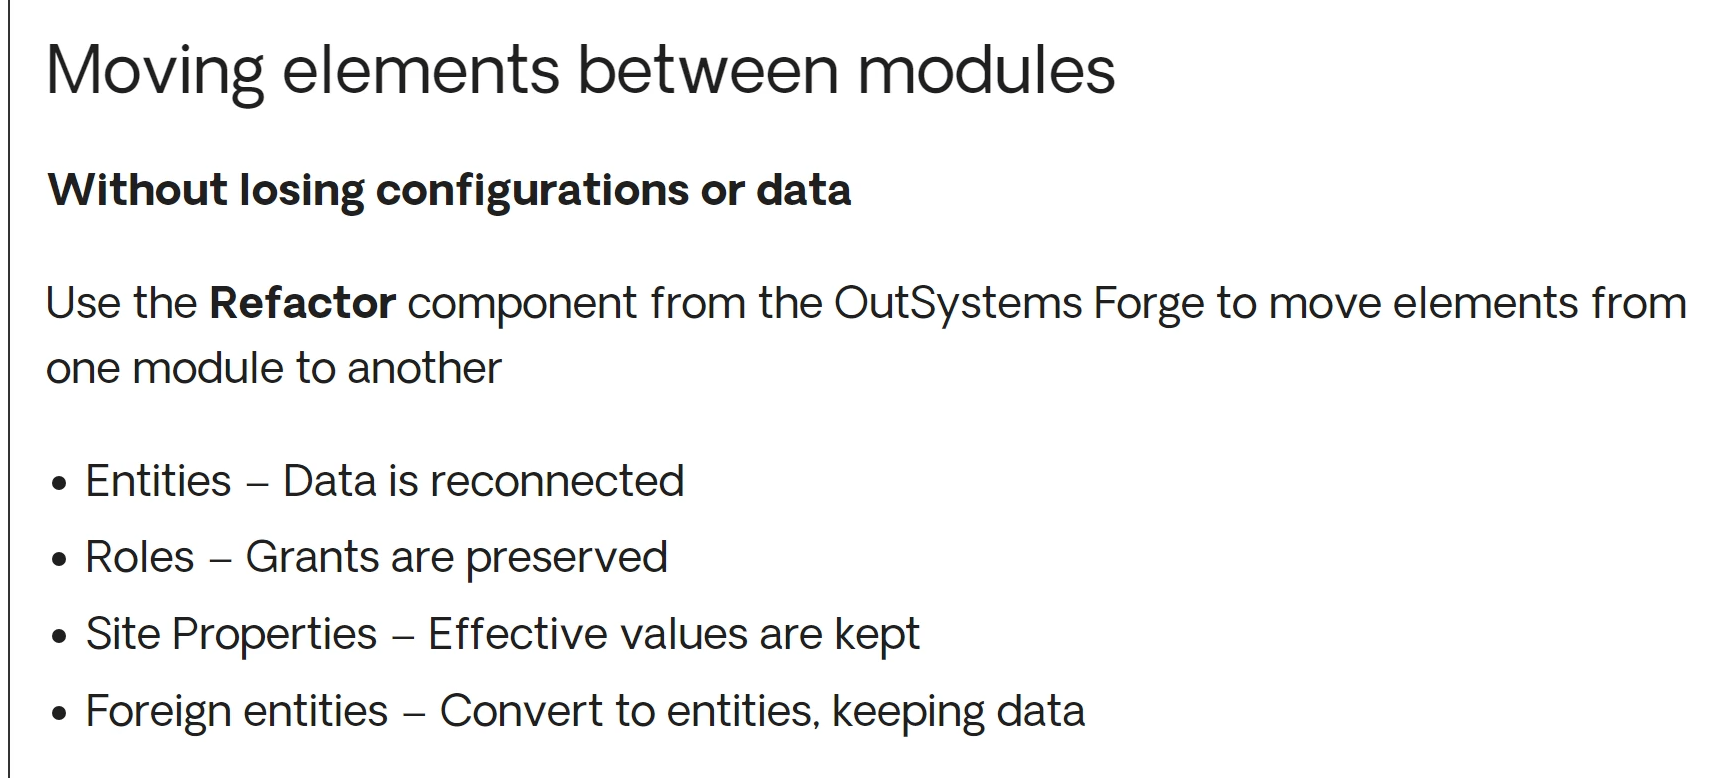 Moving elements between modules
Without losing configurations or data
Use the Refactor component from the OutSystems Forge to move elements from
one module to another
• Entities – Data is reconnected
• Roles – Grants are preserved
• Site Properties – Effective values are kept
• Foreign entities – Convert to entities, keeping data